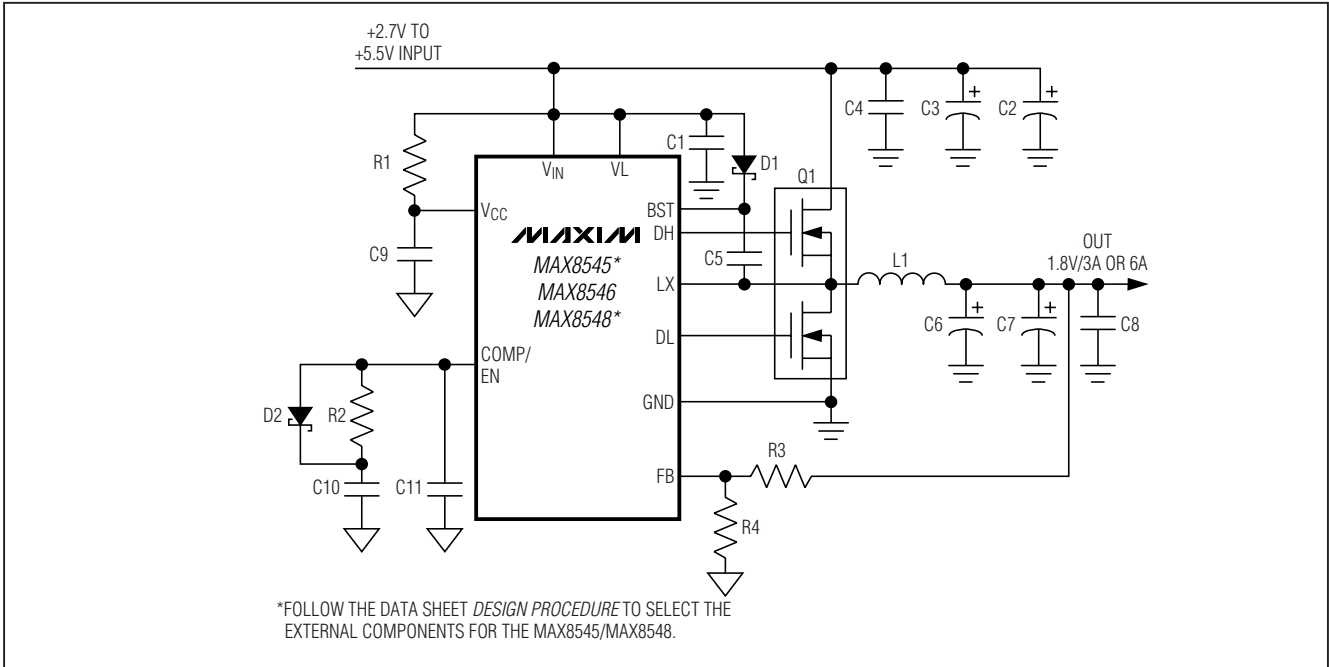 +2.7V TO
+5.5V INPUT
C4
C3
+
C2
+
R1
C1
D1
VIN
VL
Q1
VCC
BST
DH
MAXIM
C9
MAX8545*
MAX8546
MAX8548*
C5
LX
L1
OUT
1.8V/3A OR 6A
C6
+
C7
+
C8
DL
COMP/
EN
D2
R2
GND
C10
C11
FB
R3
R4
*FOLLOW THE DATA SHEET DESIGN PROCEDURE TO SELECT THE
EXTERNAL COMPONENTS FOR THE MAX8545/MAX8548.